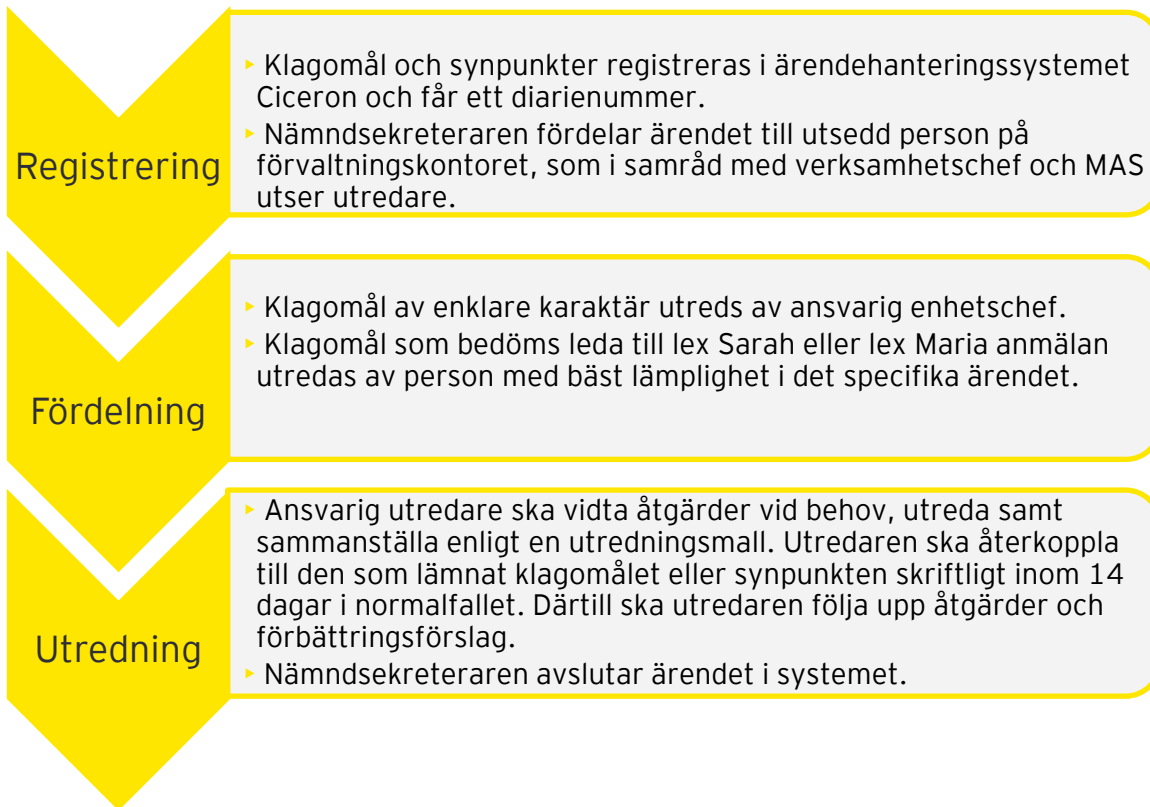 Registrering
‣ Klagomål och synpunkter registreras i ärendehanteringssystemet
Ciceron och får ett diarienummer.
‣ Nämndsekreteraren fördelar ärendet till utsedd person på
förvaltningskontoret, som i samråd med verksamhetschef och MAS
utser utredare.
Fördelning
‣ Klagomål av enklare karaktär utreds av ansvarig enhetschef.
‣ Klagomål som bedöms leda till lex Sarah eller lex Maria anmälan
utredas av person med bäst lämplighet i det specifika ärendet.
Utredning
‣ Ansvarig utredare ska vidta åtgärder vid behov, utreda samt
sammanställa enligt en utredningsmall. Utredaren ska återkoppla
till den som lämnat klagomålet eller synpunkten skriftligt inom 14
dagar i normalfallet. Därtill ska utredaren följa upp åtgärder och
förbättringsförslag.
‣ Nämndsekreteraren avslutar ärendet i systemet.